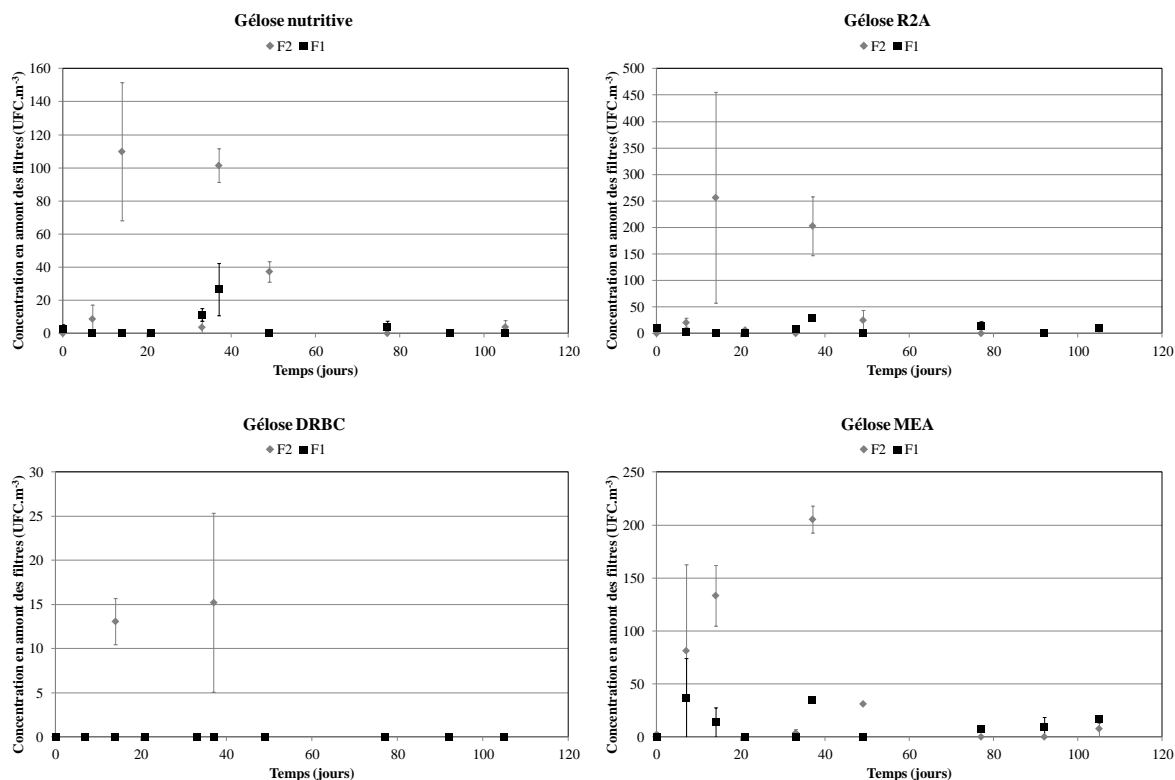 Gélose nutritive
F2 F1
Concentration en amont des filtres (UFC.m-3)
160
140
120
100
80
60
40
20
0
0 20 40 60 80 100 120
Temps (jours)
Gélose R2A
F2 F1
Concentration en amont des filtres (UFC.m-3)
500
450
400
350
300
250
200
150
100
50
0
0 20 40 60 80 100 120
Temps (jours)
Gélose DRBC
F2 F1
Concentration en amont des filtres (UFC.m-3)
30
25
20
15
10
5
0
0 20 40 60 80 100 120
Temps (jours)
Gélose MEA
F2 F1
Concentration en amont des filtres (UFC.m-3)
250
200
150
100
50
0
0 20 40 60 80 100 120
Temps (jours)